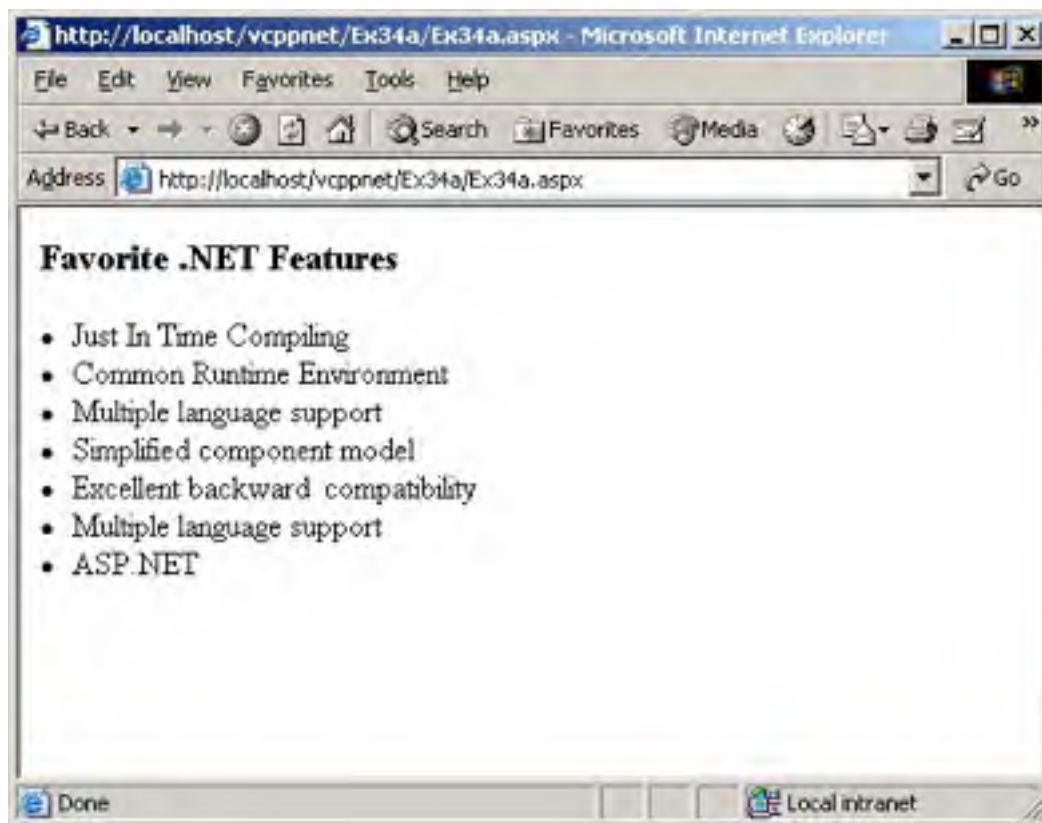 http://localhost/vcppnet/Ex34a/Ex34a.aspx - Microsoft Internet Explorer
File Edit View Favorites Tools Help
Back Search Favorites Media »
Address http://localhost/vcppnet/Ex34a/Ex34a.aspx Go
Favorite .NET Features
• Just In Time Compiling
• Common Runtime Environment
• Multiple language support
• Simplified component model
• Excellent backward compatibility
• Multiple language support
• ASP.NET
Done Local intranet